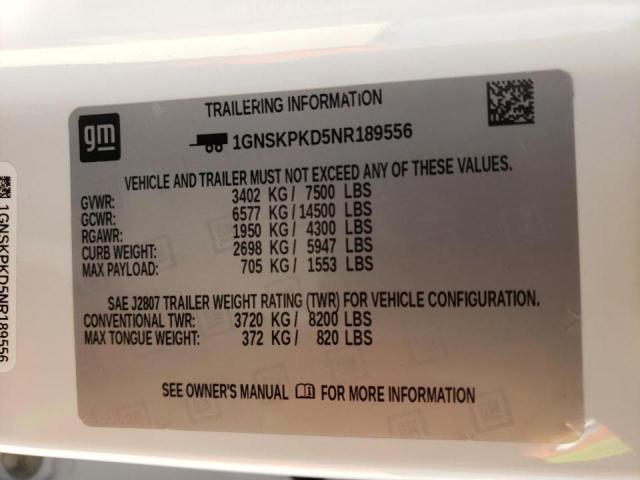 gm
TRAILERING INFORMATION
1GNSKPKD5NR189556
VEHICLE AND TRAILER MUST NOT EXCEED ANY OF THESE VALUES.
GVWR: 3402 KG/ 7500 LBS
GCWR: 6577 KG/14500 LBS
RGAWR: 1950 KG/ 4300 LBS
CURB WEIGHT: 2698 KG/ 5947 LBS
MAX PAYLOAD: 705 KG/ 1553 LBS
SAE J2807 TRAILER WEIGHT RATING (TWR) FOR VEHICLE CONFIGURATION.
CONVENTIONAL TWR: 3720 KG/ 8200 LBS
MAX TONGUE WEIGHT: 372 KG/ 820 LBS
SEE OWNER'S MANUAL FOR MORE INFORMATION
1GNSKPKD5NR189556